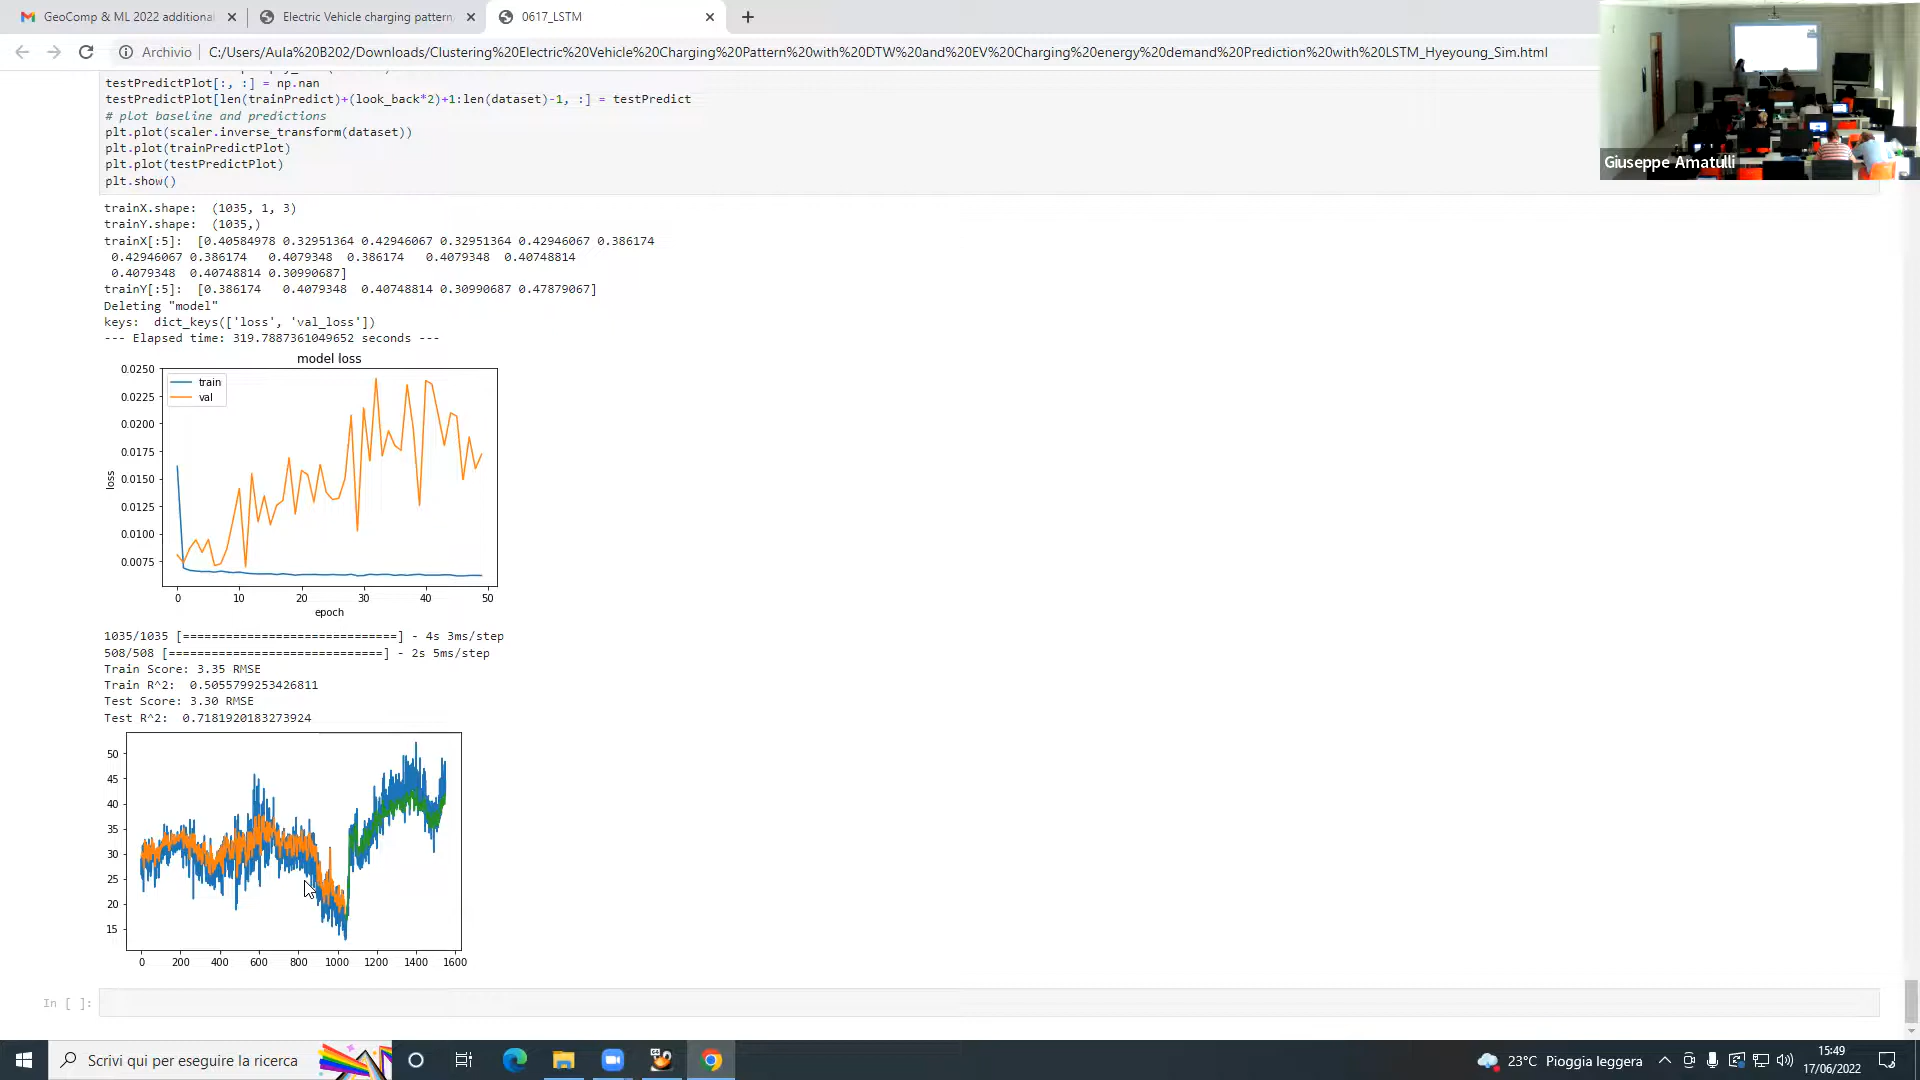 GeoComp & ML 2022 additional
Electric Vehicle charging pattern
0617_LSTM
Archivio
C:/Users/Aula%20B202/Downloads/Clustering%20Electric%20Vehicle%20Charging%20Pattern%20with%20DTW%20and%20EV%20Charging%20energy%20demand%20Prediction%20with%20LSTM_Hyeyoung_Sim.html
Giuseppe Amatulli
testPredictPlot[:, :] = np.nan
testPredictPlot[len(trainPredict)+(look_back*2)+1:len(dataset)-1, :] = testPredict
# plot baseline and predictions
plt.plot(scaler.inverse_transform(dataset))
plt.plot(trainPredictPlot)
plt.plot(testPredictPlot)
plt.show()
trainX.shape:  (1035, 1, 3)
trainY.shape:  (1035,)
trainX[:5]:  [0.40584978 0.32951364 0.42946067 0.32951364 0.42946067 0.386174
0.42946067 0.386174   0.4079348  0.386174   0.4079348  0.40748814
0.4079348  0.40748814 0.30990687]
trainY[:5]:  [0.386174   0.4079348  0.40748814 0.30990687 0.47879067]
Deleting "model"
keys:  dict_keys(['loss', 'val_loss'])
--- Elapsed time: 319.7887361049652 seconds ---
model loss
train
val
0.0250
0.0225
0.0200
0.0175
0.0150
0.0125
0.0100
0.0075
loss
0 10 20 30 40 50
epoch
1035/1035 [==============================] - 4s 3ms/step
508/508 [==============================] - 2s 5ms/step
Train Score: 3.35 RMSE
Train R^2:  0.5055799253426811
Test Score: 3.30 RMSE
Test R^2:  0.7181920183273924
50
45
40
35
30
25
20
15
0 200 400 600 800 1000 1200 1400 1600
In [ ]:
Scrivi qui per eseguire la ricerca
23°C Pioggia leggera
15:49
17/06/2022